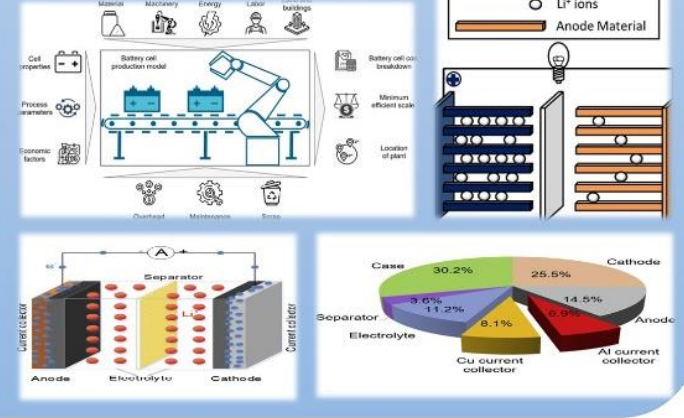 Material Machinery Energy Labor
buildings
Cell
properties
Battery cell
production model
Battery cell cost
breakdown
Process
parameters
Minimum
efficient scale
Economic
factors
Location
of plant
Overhead Maintenance Scrap
Li⁺ ions
Anode Material
A
+
Separator
Li⁺
Current collector
Current collector
Anode Electrolyte Cathode
Case 30.2% 25.5% Cathode
14.5% Anode
6.9% Al current
collector
8.1% Cu current
collector
11.2% Electrolyte
3.6% Separator